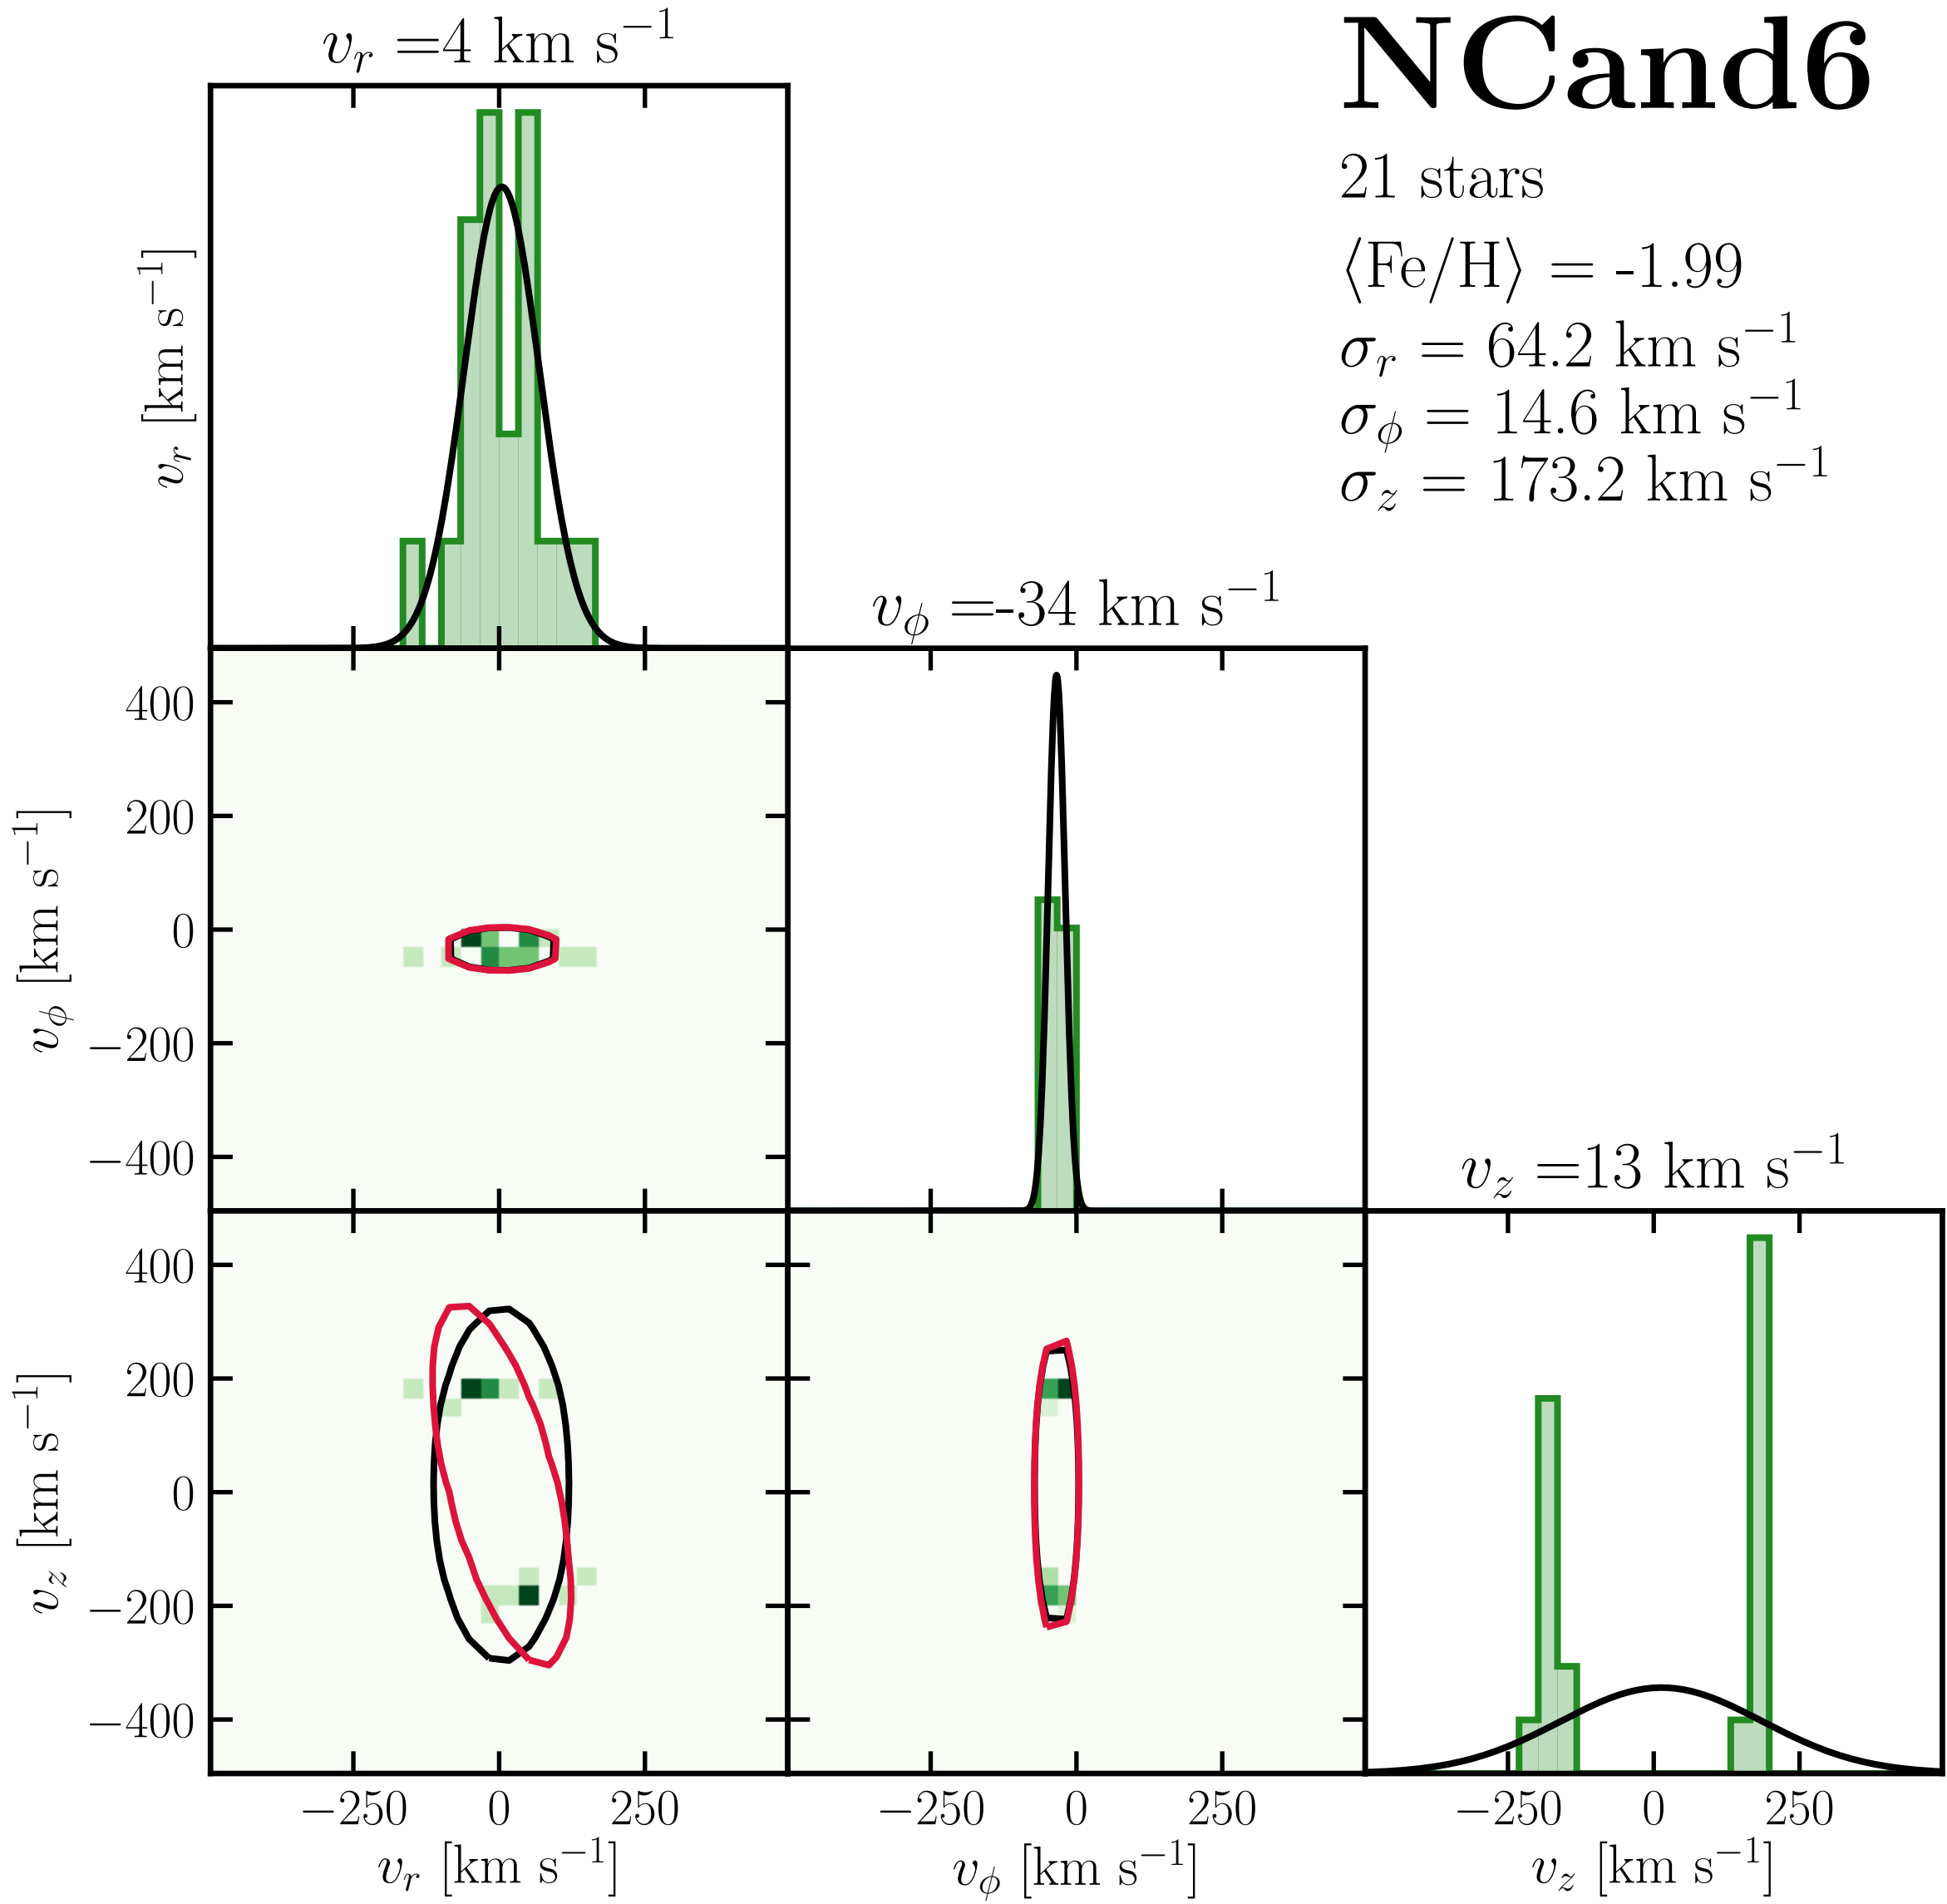 v_r =4 km s⁻¹
NCand6
21 stars
⟨Fe/H⟩ = -1.99
σ_r = 64.2 km s⁻¹
σ_ϕ = 14.6 km s⁻¹
σ_z = 173.2 km s⁻¹
v_r [km s⁻¹]
v_ϕ =-34 km s⁻¹
400
200
0
−200
−400
v_ϕ [km s⁻¹]
v_z =13 km s⁻¹
400
200
0
−200
−400
v_z [km s⁻¹]
−250 0 250
−250 0 250
−250 0 250
v_r [km s⁻¹]
v_ϕ [km s⁻¹]
v_z [km s⁻¹]